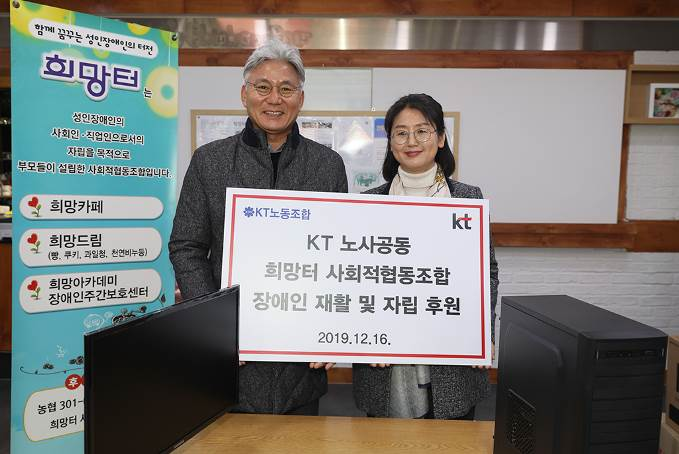 함께 꿈꾸는 성인장애인의 터전
희망터는
성인장애인의
사회인·직업인으로서의
자립을 목적으로
부모들이 설립한 사회적협동조합입니다.
희망카페
희망드림
(빵, 쿠키, 과일청, 천연비누등)
희망아카데미
장애인주간보호센터
후
농협 301-
희망터 사
KT노동조합
kt
KT 노사공동
희망터 사회적협동조합
장애인 재활 및 자립 후원
2019.12.16.